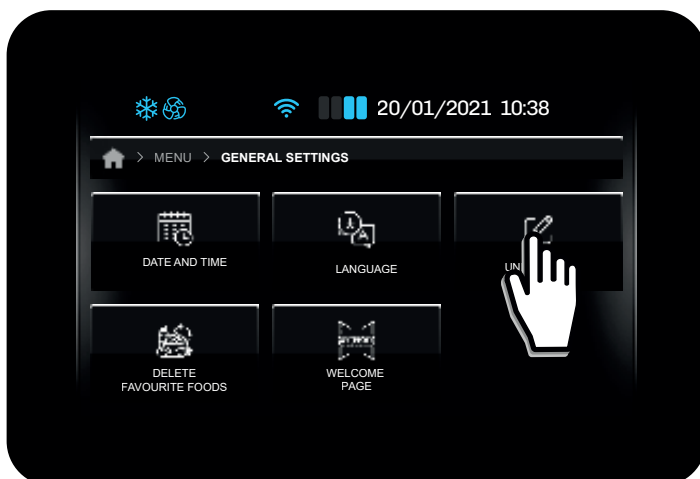 20/01/2021 10:38
> MENU > GENERAL SETTINGS
DATE AND TIME
LANGUAGE
DELETE
FAVOURITE FOODS
WELCOME
PAGE